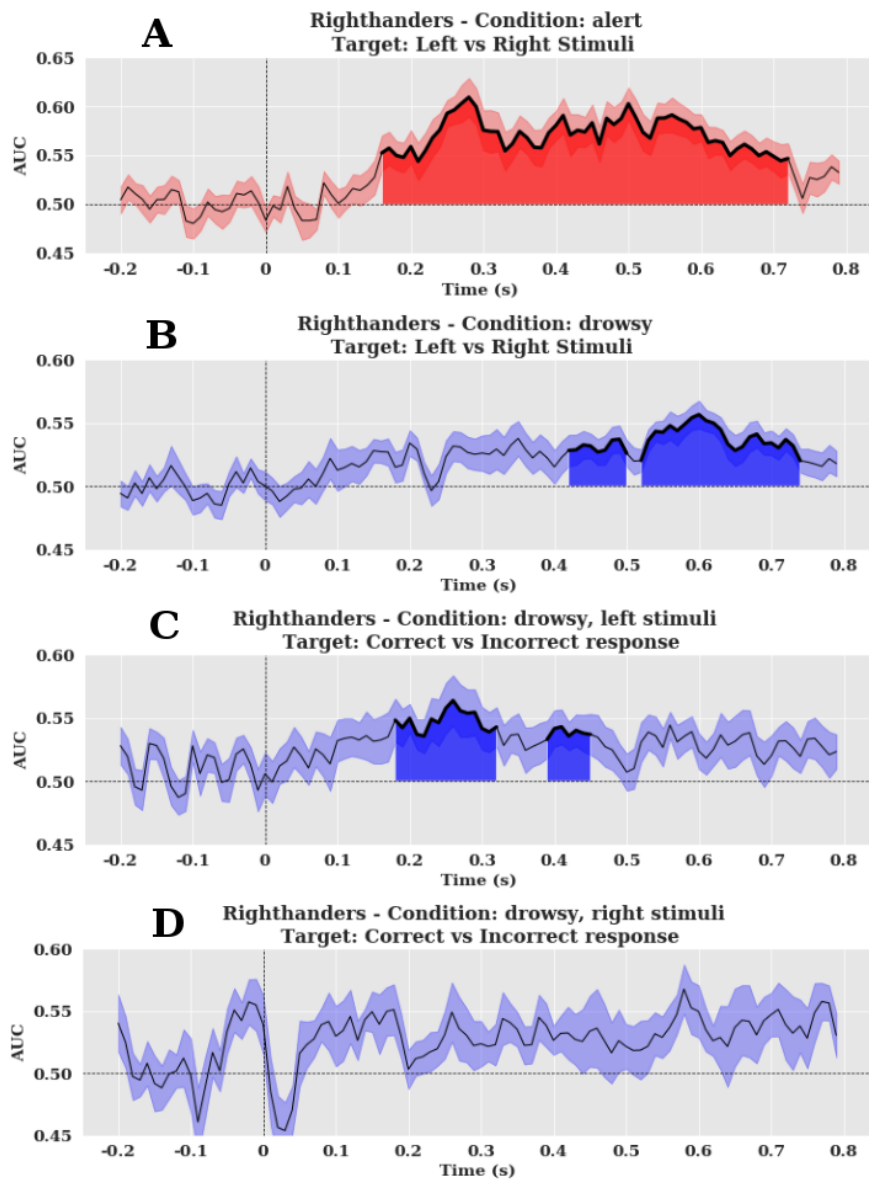 A
Righthanders - Condition: alert
Target: Left vs Right Stimuli
0.65
0.60
0.55
0.50
0.45
AUC
-0.2 -0.1 0 0.1 0.2 0.3 0.4 0.5 0.6 0.7 0.8
Time (s)
B
Righthanders - Condition: drowsy
Target: Left vs Right Stimuli
0.60
0.55
0.50
0.45
AUC
-0.2 -0.1 0 0.1 0.2 0.3 0.4 0.5 0.6 0.7 0.8
Time (s)
C
Righthanders - Condition: drowsy, left stimuli
Target: Correct vs Incorrect response
0.60
0.55
0.50
0.45
AUC
-0.2 -0.1 0 0.1 0.2 0.3 0.4 0.5 0.6 0.7 0.8
Time (s)
D
Righthanders - Condition: drowsy, right stimuli
Target: Correct vs Incorrect response
0.60
0.55
0.50
0.45
AUC
-0.2 -0.1 0 0.1 0.2 0.3 0.4 0.5 0.6 0.7 0.8
Time (s)